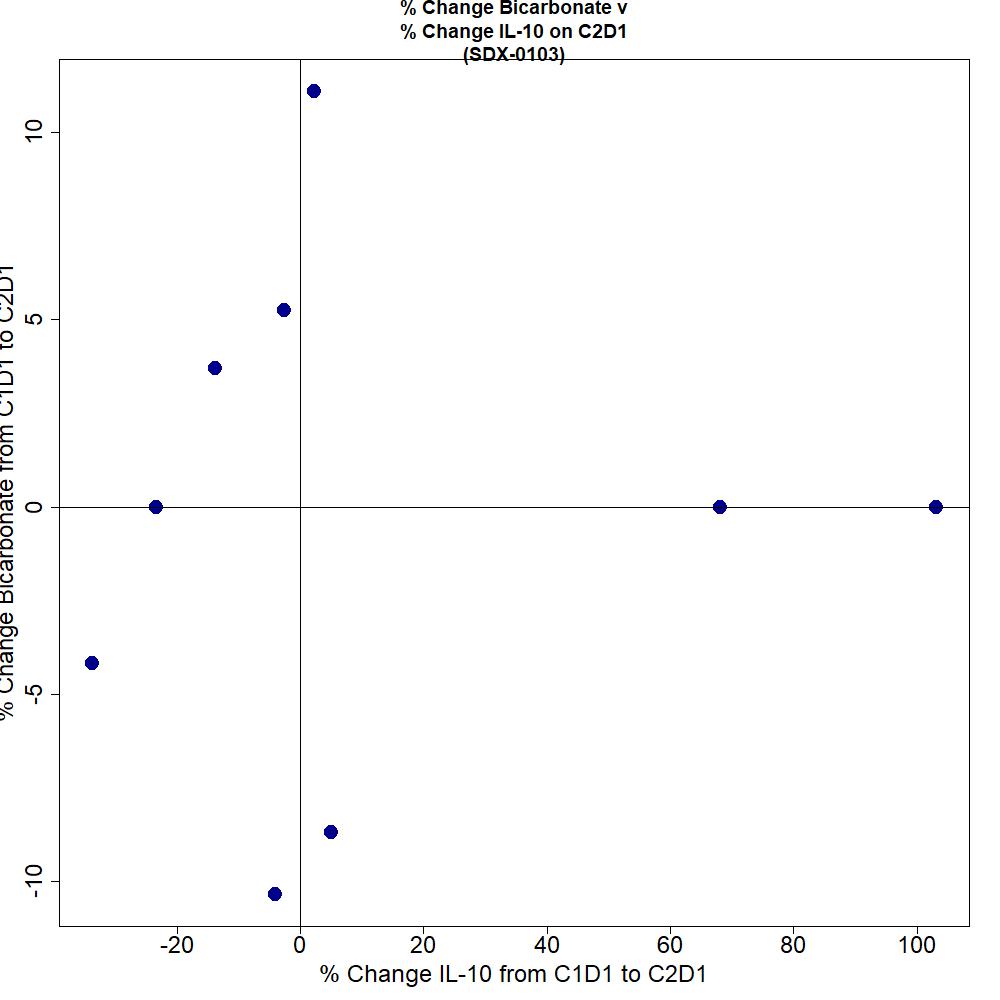 % Change Bicarbonate v
% Change IL-10 on C2D1
(SDX-0103)
% Change Bicarbonate from C1D1 to C2D1
10
5
0
-5
-10
-20
0
20
40
60
80
100
% Change IL-10 from C1D1 to C2D1